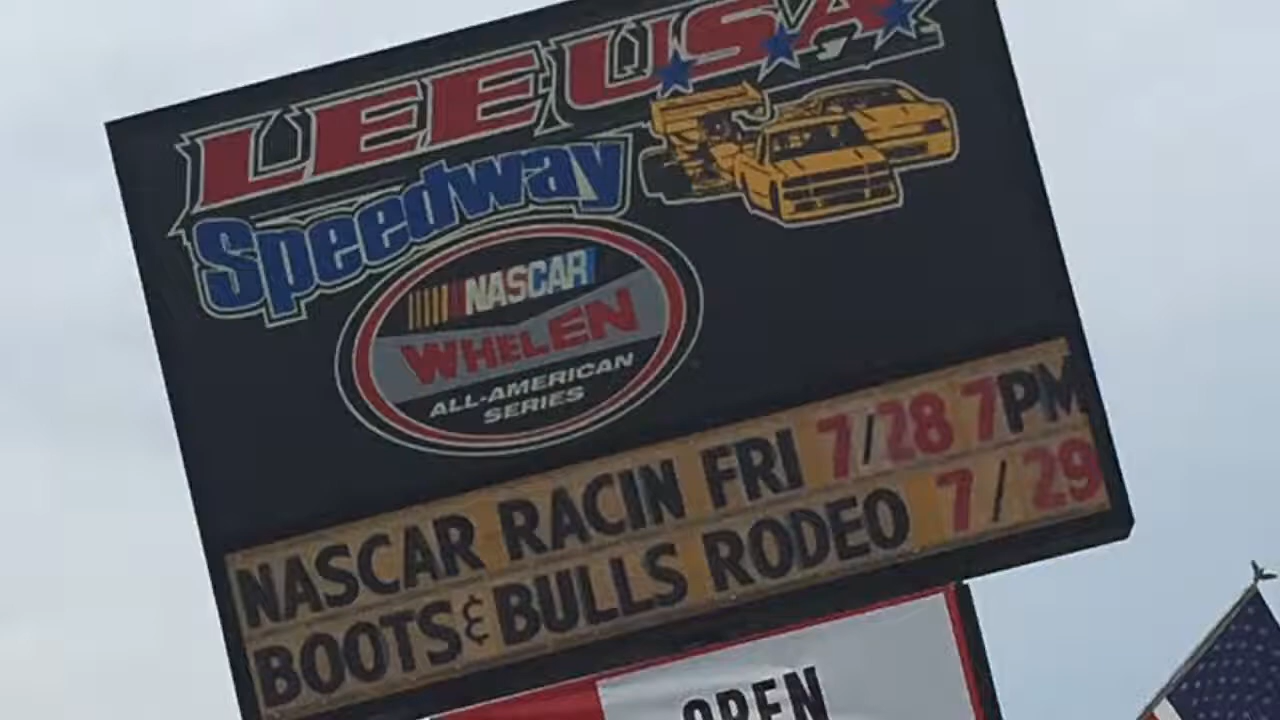 LEE USA
Speedway
NASCAR
WHELEN
ALL-AMERICAN
SERIES
NASCAR RACIN FRI 7/28 7PM
BOOTS & BULLS RODEO 7/29
OPEN